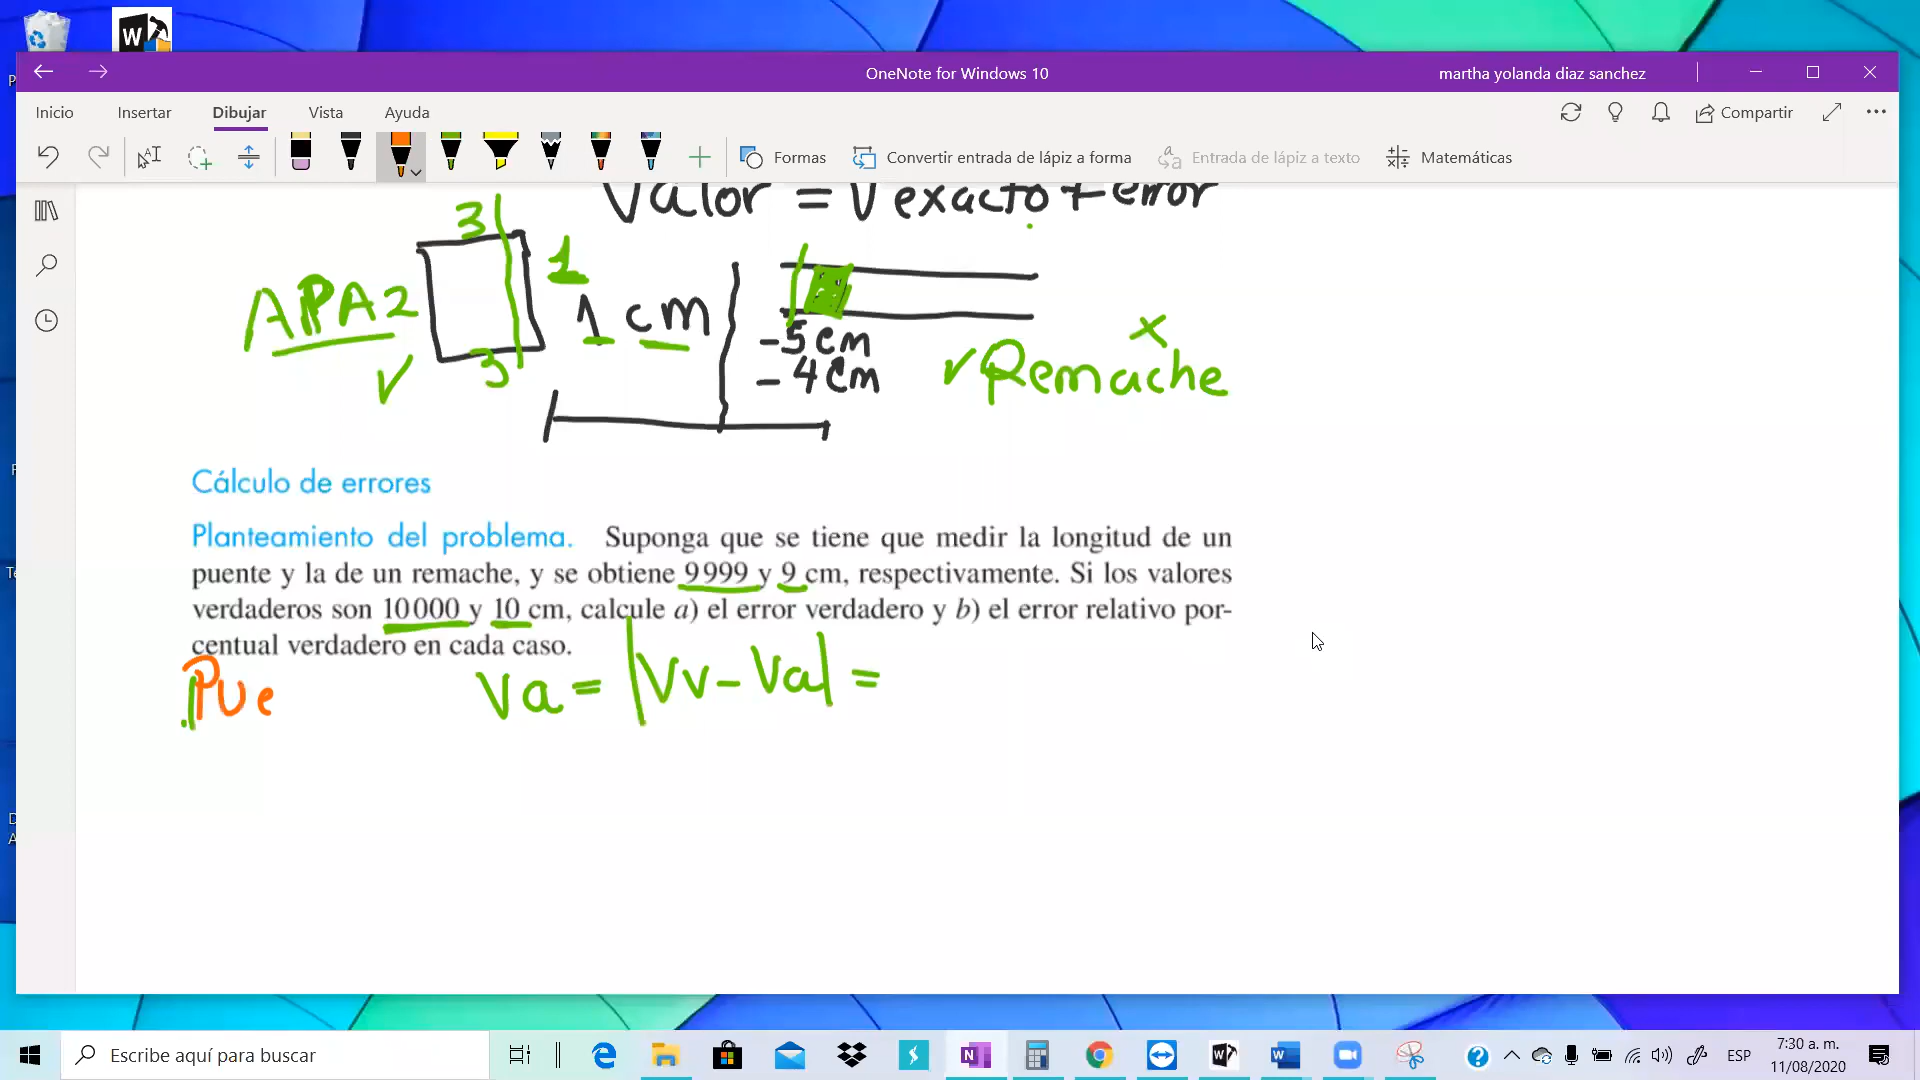 W
OneNote for Windows 10
martha yolanda diaz sanchez
Inicio Insertar Dibujar Vista Ayuda
Compartir
Formas Convertir entrada de lápiz a forma Entrada de lápiz a texto Matemáticas
Valor = Vexacto + error
3
1
APA2
1 cm
-5cm
-4cm
x
✓Remache
3
✓
Cálculo de errores
Planteamiento del problema. Suponga que se tiene que medir la longitud de un
puente y la de un remache, y se obtiene 9999 y 9 cm, respectivamente. Si los valores
verdaderos son 10000 y 10 cm, calcule a) el error verdadero y b) el error relativo por-
centual verdadero en cada caso.
Pue
Va = |Vv - Va| =
Escribe aquí para buscar
ESP
7:30 a. m.
11/08/2020